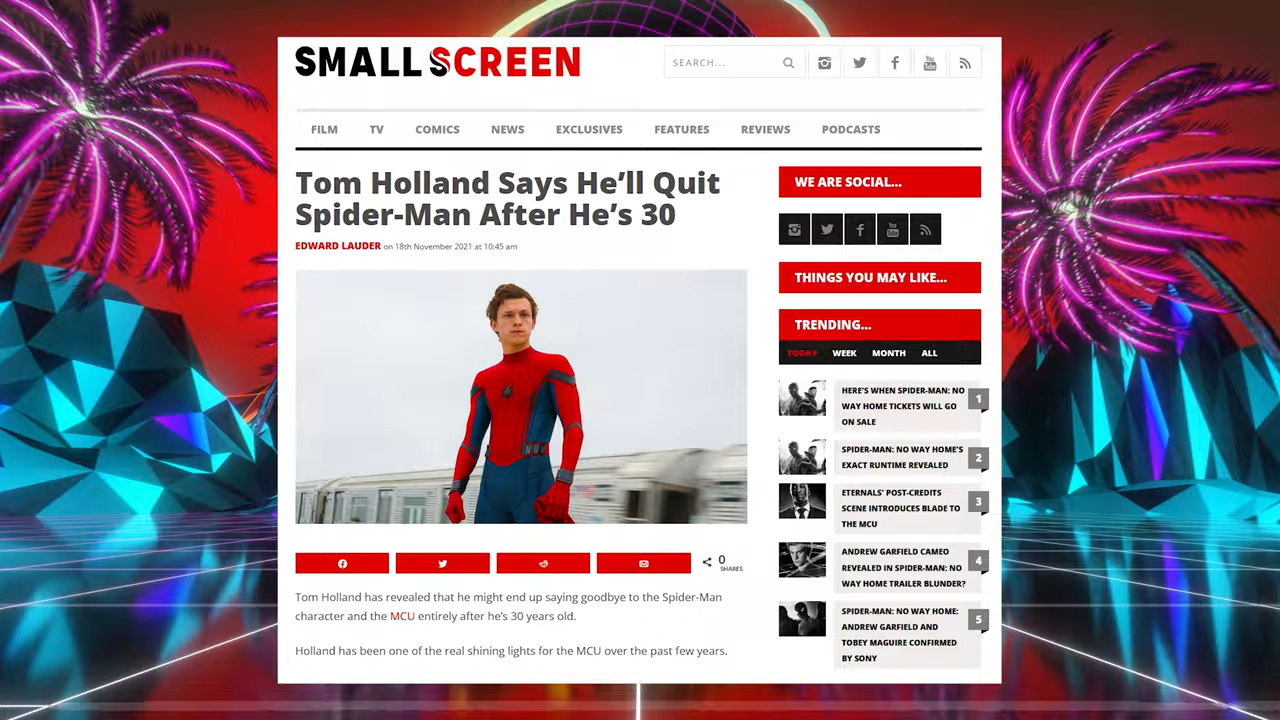 SMALL SCREEN
SEARCH...
FILM TV COMICS NEWS EXCLUSIVES FEATURES REVIEWS PODCASTS
Tom Holland Says He'll Quit
Spider-Man After He's 30
EDWARD LAUDER on 18th November 2021 at 10:45 am
0
SHARES
Tom Holland has revealed that he might end up saying goodbye to the Spider-Man
character and the MCU entirely after he's 30 years old.
Holland has been one of the real shining lights for the MCU over the past few years.
WE ARE SOCIAL...
You Tube
THINGS YOU MAY LIKE...
TRENDING...
TODAY WEEK MONTH ALL
HERE'S WHEN SPIDER-MAN: NO
WAY HOME TICKETS WILL GO
ON SALE
1
SPIDER-MAN: NO WAY HOME'S
EXACT RUNTIME REVEALED
2
ETERNALS' POST-CREDITS
SCENE INTRODUCES BLADE TO
THE MCU
3
ANDREW GARFIELD CAMEO
REVEALED IN SPIDER-MAN: NO
WAY HOME TRAILER BLUNDER?
4
SPIDER-MAN: NO WAY HOME:
ANDREW GARFIELD AND
TOBEY MAGUIRE CONFIRMED
BY SONY
5